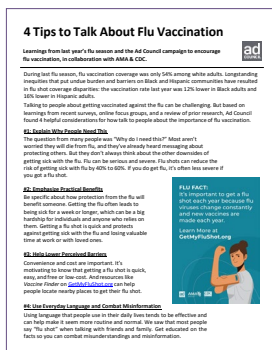 4 Tips to Talk About Flu Vaccination
Learnings from last year's flu season and the Ad Council campaign to encourage
flu vaccination, in collaboration with AMA & CDC.
ad
COUNCIL
During last flu season, flu vaccination coverage was only 54% among white adults. Longstanding
inequities that put undue burden and barriers on Black and Hispanic communities have resulted
in flu shot coverage disparities: the vaccination rate last year was 12% lower in Black adults and
16% lower in Hispanic adults.
Talking to people about getting vaccinated against the flu can be challenging. But based on
learnings from recent surveys, online focus groups, and a review of prior research, Ad Council
found 4 helpful considerations for how to talk to people about the importance of flu vaccination.
#1: Explain Why People Need This
The question from many people was "Why do I need this?" Most aren't
worried they will die from flu, and they've already heard messaging about
protecting others. But they don't always think about the other downsides of
getting sick with the flu. Flu can be serious and severe. Flu shots can reduce the
risk of getting sick with flu by 40% to 60%. If you do get flu, it's often less severe if
you got a flu shot.
#2: Emphasize Practical Benefits
Be specific about how protection from the flu will
benefit someone. Getting the flu often leads to
being sick for a week or longer, which can be a big
hardship for individuals and anyone who relies on
them. Getting a flu shot is quick and protects
against getting sick with the flu and losing valuable
time at work or with loved ones.
#3: Help Lower Perceived Barriers
Convenience and cost are important. It's
motivating to know that getting a flu shot is quick,
easy, and free or low-cost. And resources like
Vaccine Finder on GetMyFluShot.org can help
people locate nearby places to get their flu shot.
FLU FACT:
It's important to get a flu
shot each year because flu
viruses change constantly
and new vaccines are
made each year.
Learn More at
GetMyFluShot.org
#4: Use Everyday Language and Combat Misinformation
Using language that people use in their daily lives tends to be effective and
can help make it seem more routine and normal. We saw that most people
say "flu shot" when talking with friends and family. Get educated on the
facts so you can combat misunderstandings and misinformation.